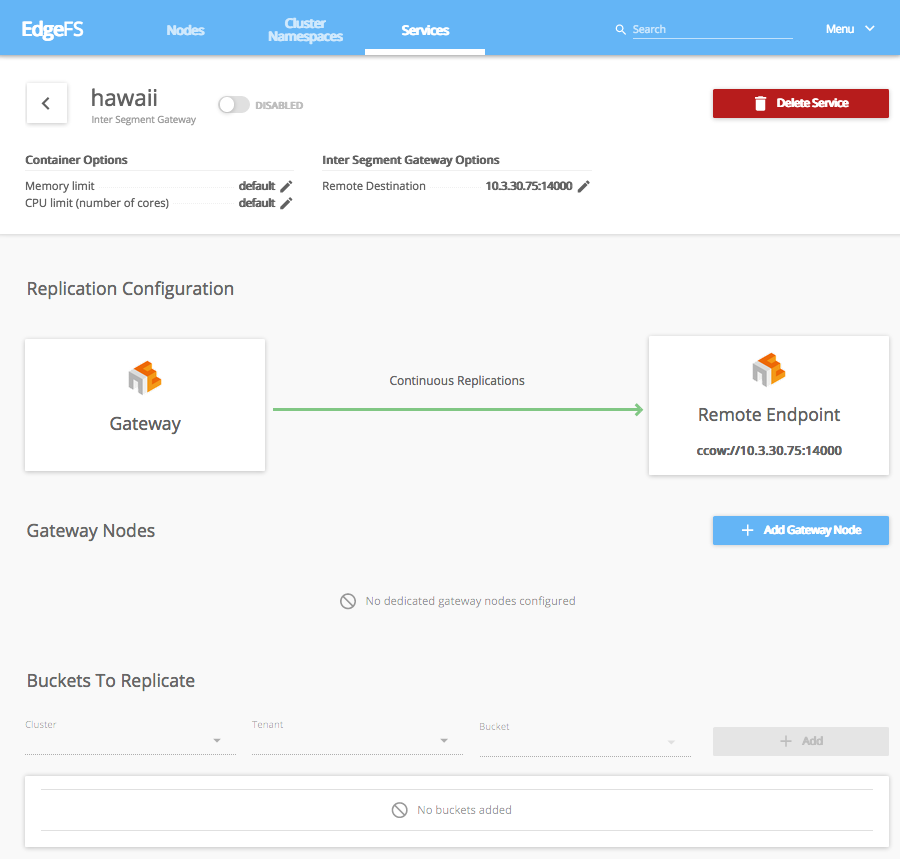 EdgeFS
Nodes
Cluster
Namespaces
Services
Search
Menu
hawaii
DISABLED
Inter Segment Gateway
Delete Service
Container Options
Memory limit default
CPU limit (number of cores) default
Inter Segment Gateway Options
Remote Destination 10.3.30.75:14000
Replication Configuration
Gateway
Continuous Replications
Remote Endpoint
ccow://10.3.30.75:14000
Gateway Nodes
Add Gateway Node
No dedicated gateway nodes configured
Buckets To Replicate
Cluster
Tenant
Bucket
Add
No buckets added